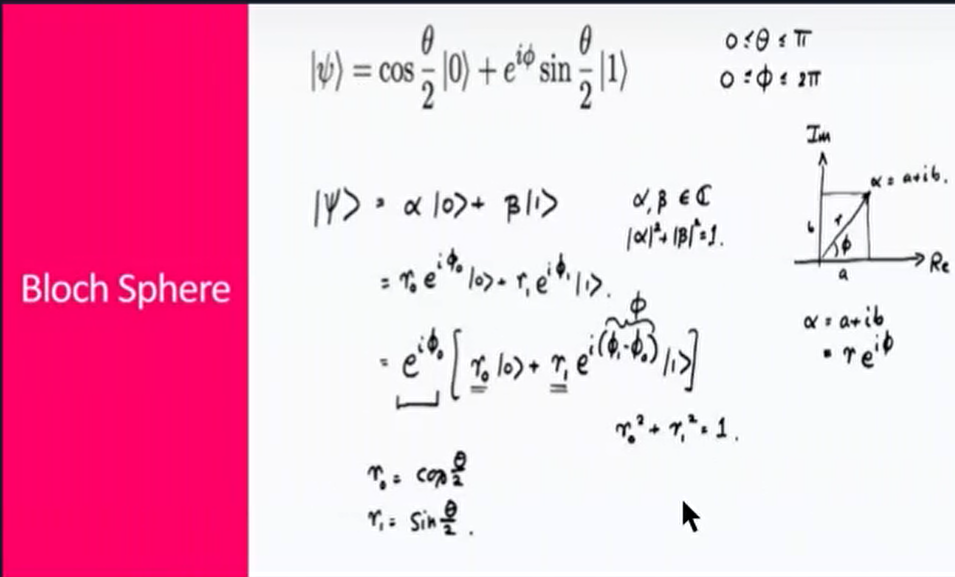 Bloch Sphere
|ψ⟩ = cos θ/2 |0⟩ + e^{iϕ} sin θ/2 |1⟩
0 ≤ θ ≤ π
0 ≤ ϕ ≤ 2π
|Ψ⟩ = α |0⟩ + β |1⟩
α, β ∈ ℂ
|α|² + |β|² = 1.
= r₀ e^{iϕ₀} |0⟩ + r₁ e^{iϕ₁} |1⟩.
ϕ
= e^{iϕ₀} [ r₀ |0⟩ + r₁ e^{i(ϕ₁-ϕ₀)} |1⟩ ]
r₀² + r₁² = 1.
r₀ = cos θ/2
r₁ = sin θ/2.
Im
α = a+ib.
r
b
ϕ
Re
a
α = a+ib
= r e^{iϕ}